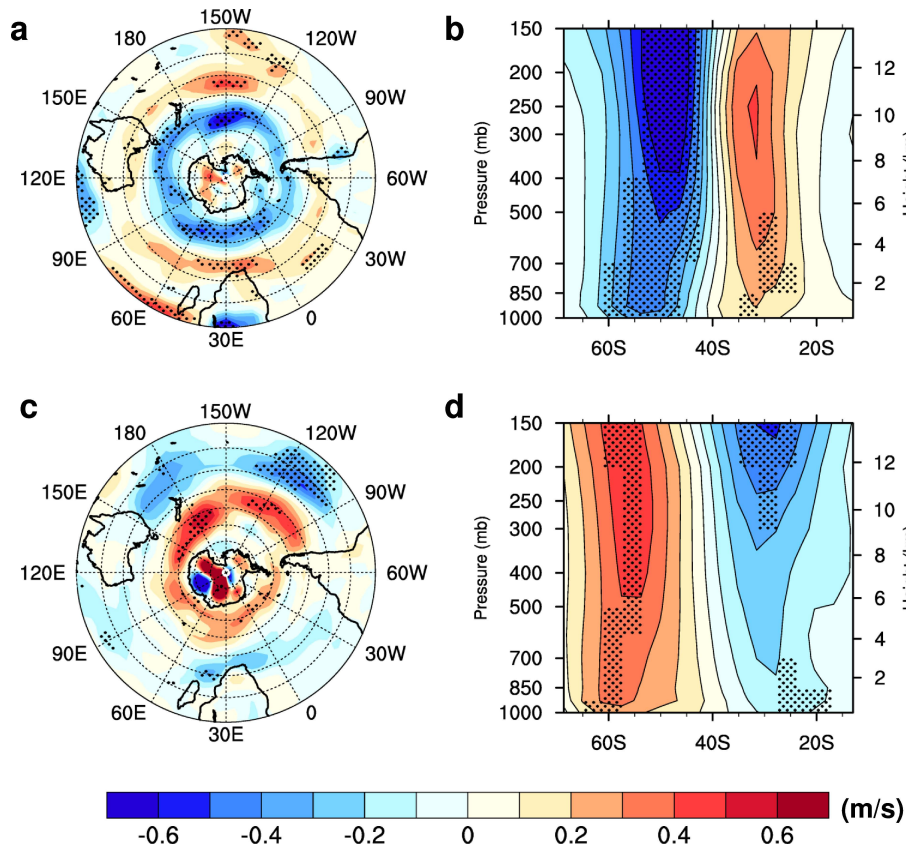 a
150W
180
120W
150E
90W
120E
60W
90E
30W
60E
0
30E
b
150
200
250
300
400
500
700
850
1000
Pressure (mb)
12
10
8
6
4
2
60S
40S
20S
c
150W
180
120W
150E
90W
120E
60W
90E
30W
60E
0
30E
d
150
200
250
300
400
500
700
850
1000
Pressure (mb)
12
10
8
6
4
2
60S
40S
20S
-0.6 -0.4 -0.2 0 0.2 0.4 0.6 (m/s)